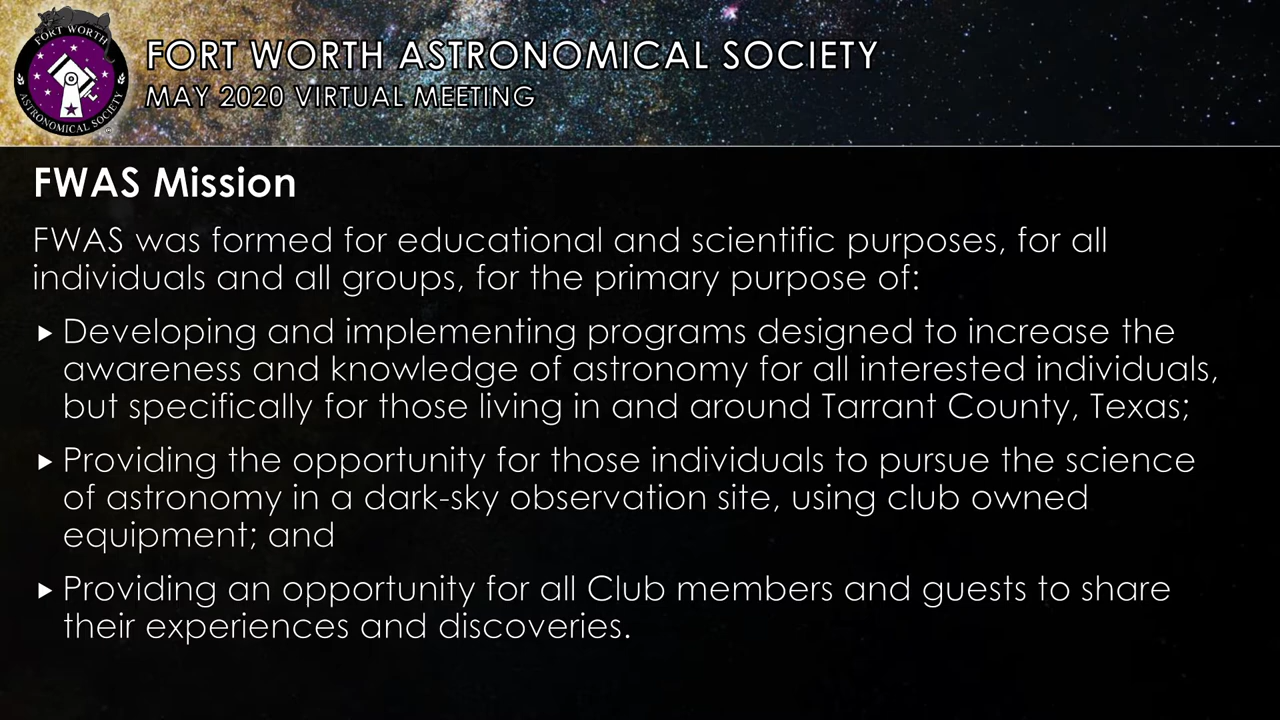 FORT WORTH
ASTRONOMICAL SOCIETY
FORT WORTH ASTRONOMICAL SOCIETY
MAY 2020 VIRTUAL MEETING
FWAS Mission
FWAS was formed for educational and scientific purposes, for all
individuals and all groups, for the primary purpose of:
Developing and implementing programs designed to increase the
awareness and knowledge of astronomy for all interested individuals,
but specifically for those living in and around Tarrant County, Texas;
Providing the opportunity for those individuals to pursue the science
of astronomy in a dark-sky observation site, using club owned
equipment; and
Providing an opportunity for all Club members and guests to share
their experiences and discoveries.